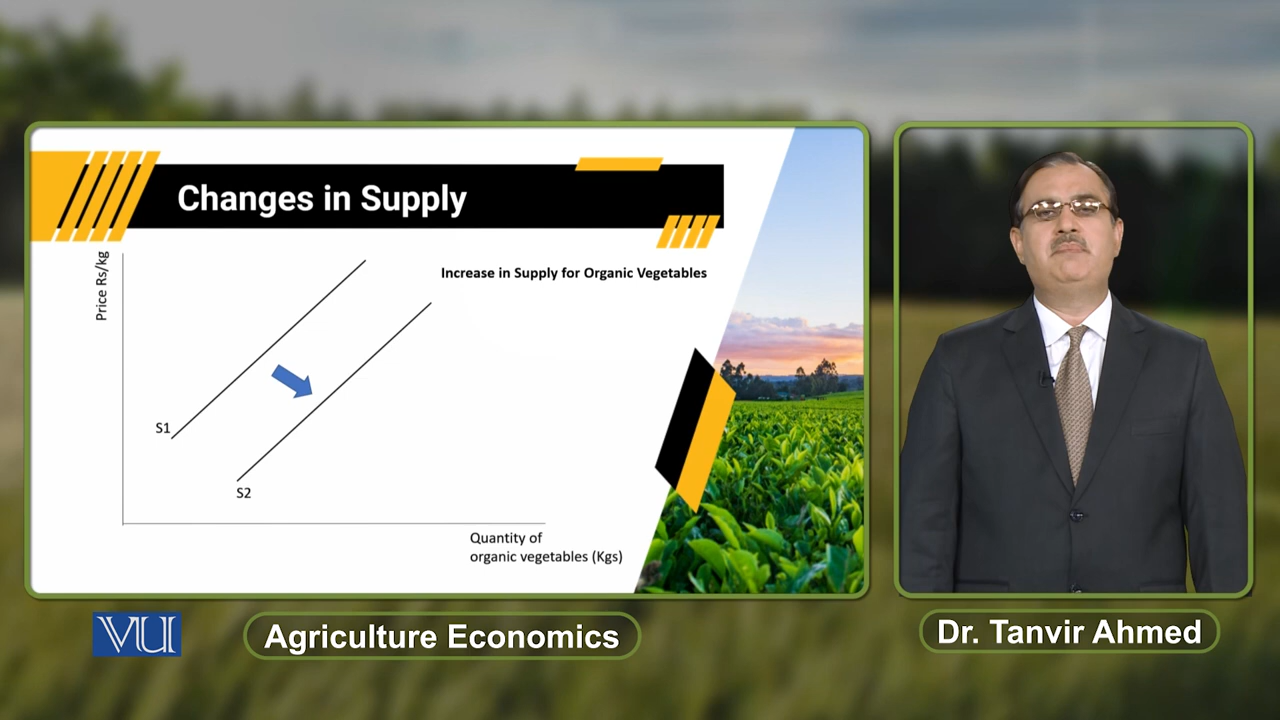 Changes in Supply
Price Rs/kg
Increase in Supply for Organic Vegetables
S1
S2
Quantity of
organic vegetables (Kgs)
VU
Agriculture Economics
Dr. Tanvir Ahmed